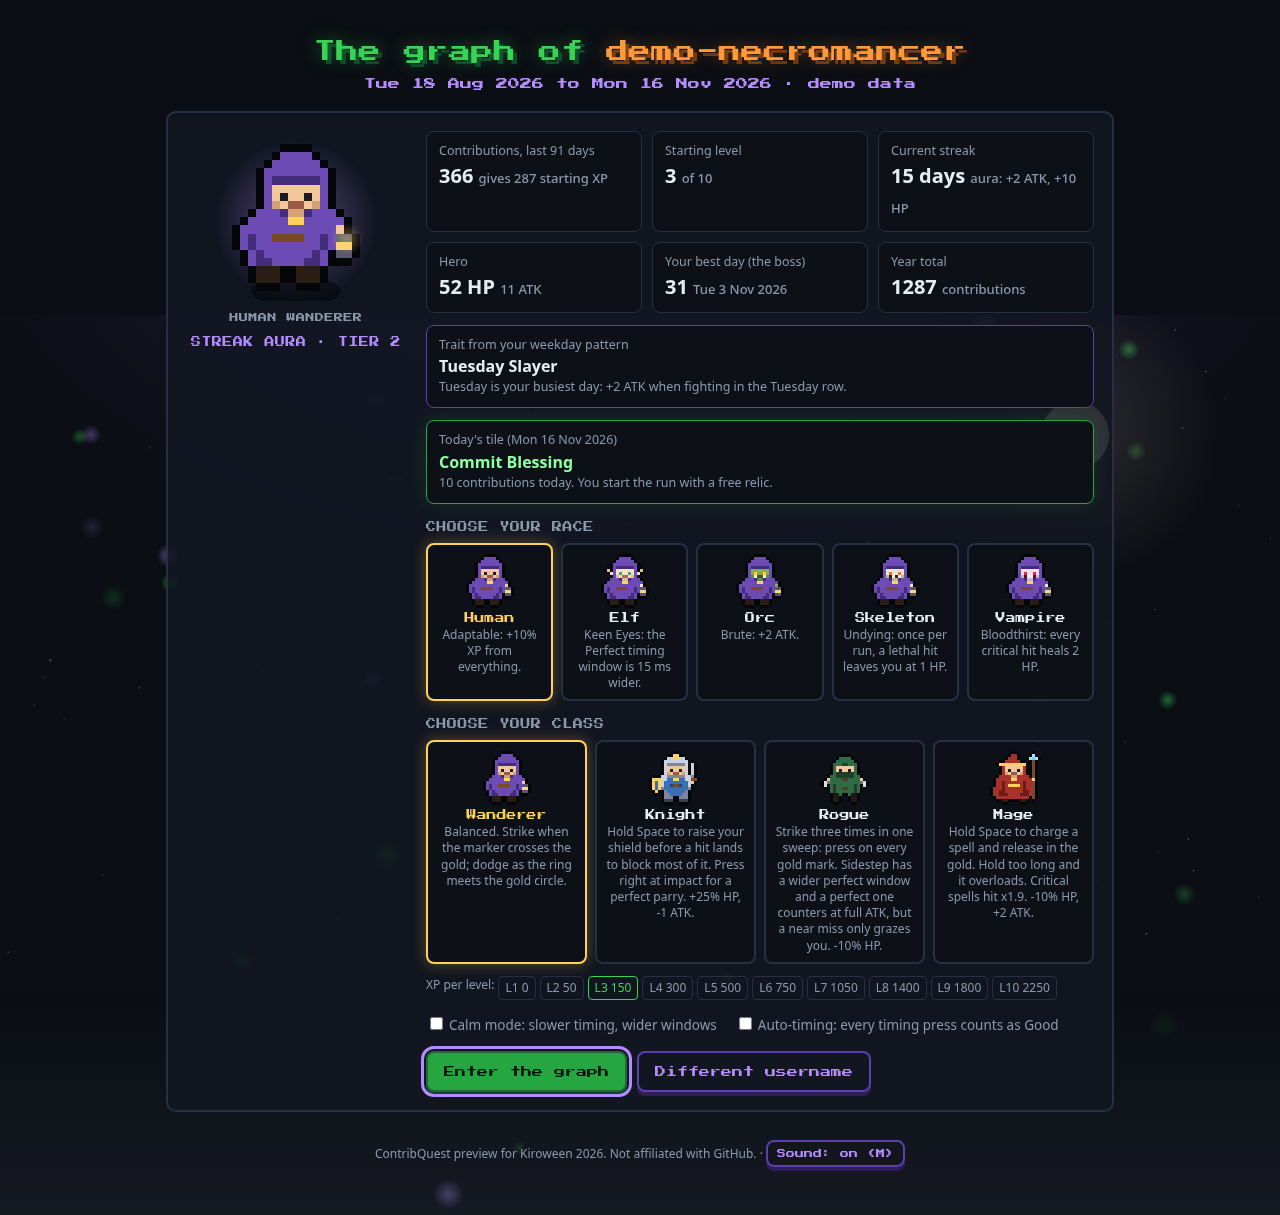 The graph of demo-necromancer
Tue 18 Aug 2026 to Mon 16 Nov 2026 · demo data
HUMAN WANDERER
STREAK AURA · TIER 2
Contributions, last 91 days
366 gives 287 starting XP
Starting level
3 of 10
Current streak
15 days aura: +2 ATK, +10
HP
Hero
52 HP 11 ATK
Your best day (the boss)
31 Tue 3 Nov 2026
Year total
1287 contributions
Trait from your weekday pattern
Tuesday Slayer
Tuesday is your busiest day: +2 ATK when fighting in the Tuesday row.
Today's tile (Mon 16 Nov 2026)
Commit Blessing
10 contributions today. You start the run with a free relic.
CHOOSE YOUR RACE
Human
Adaptable: +10%
XP from
everything.
Elf
Keen Eyes: the
Perfect timing
window is 15 ms
wider.
Orc
Brute: +2 ATK.
Skeleton
Undying: once per
run, a lethal hit
leaves you at 1 HP.
Vampire
Bloodthirst: every
critical hit heals 2
HP.
CHOOSE YOUR CLASS
Wanderer
Balanced. Strike when
the marker crosses the
gold; dodge as the ring
meets the gold circle.
Knight
Hold Space to raise your
shield before a hit lands
to block most of it. Press
right at impact for a
perfect parry. +25% HP,
-1 ATK.
Rogue
Strike three times in one
sweep: press on every
gold mark. Sidestep has
a wider perfect window
and a perfect one
counters at full ATK, but
a near miss only grazes
you. -10% HP.
Mage
Hold Space to charge a
spell and release in the
gold. Hold too long and
it overloads. Critical
spells hit x1.9. -10% HP,
+2 ATK.
XP per level: L1 0 L2 50 L3 150 L4 300 L5 500 L6 750 L7 1050 L8 1400 L9 1800 L10 2250
Calm mode: slower timing, wider windows Auto-timing: every timing press counts as Good
Enter the graph Different username
ContribQuest preview for Kiroween 2026. Not affiliated with GitHub. · Sound: on (M)